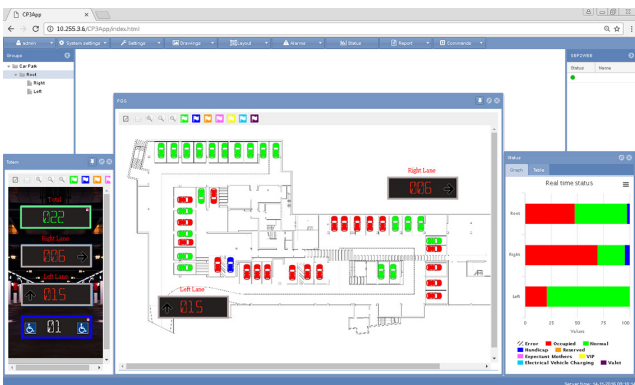 CP3App
10.255.3.6/CP3App/index.html
admin
System settings
Settings
Drawings
Layout
Alarms
Status
Report
Commands
Groups
Car Park
Root
Right
Left
Status Name
Totem
Total
022
Right Lane
006
Left Lane
015
01
Right Lane
006
Left Lane
015
Status
Graph Table
Real time status
Root
Right
Left
0 25 50 75 100
Values
Error Occupied Normal
Handicap Reserved
Expectant Mothers VIP
Electrical Vehicle Charging Valet